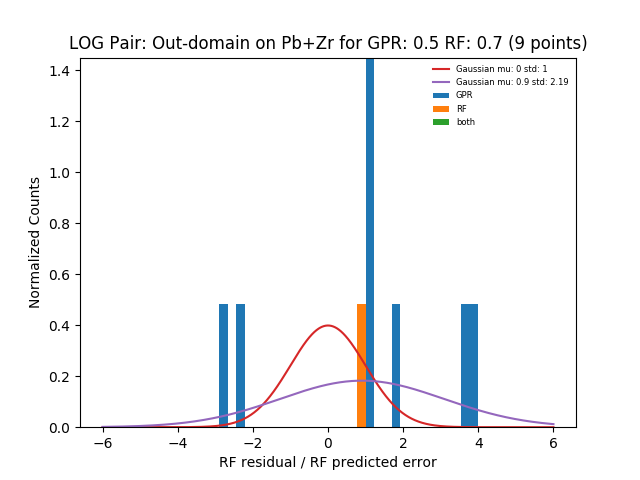 LOG Pair: Out-domain on Pb+Zr for GPR: 0.5 RF: 0.7 (9 points)
Gaussian mu: 0 std: 1
Gaussian mu: 0.9 std: 2.19
GPR
RF
both
1.4
1.2
1.0
0.8
0.6
0.4
0.2
0.0
Normalized Counts
−6 −4 −2 0 2 4 6
RF residual / RF predicted error